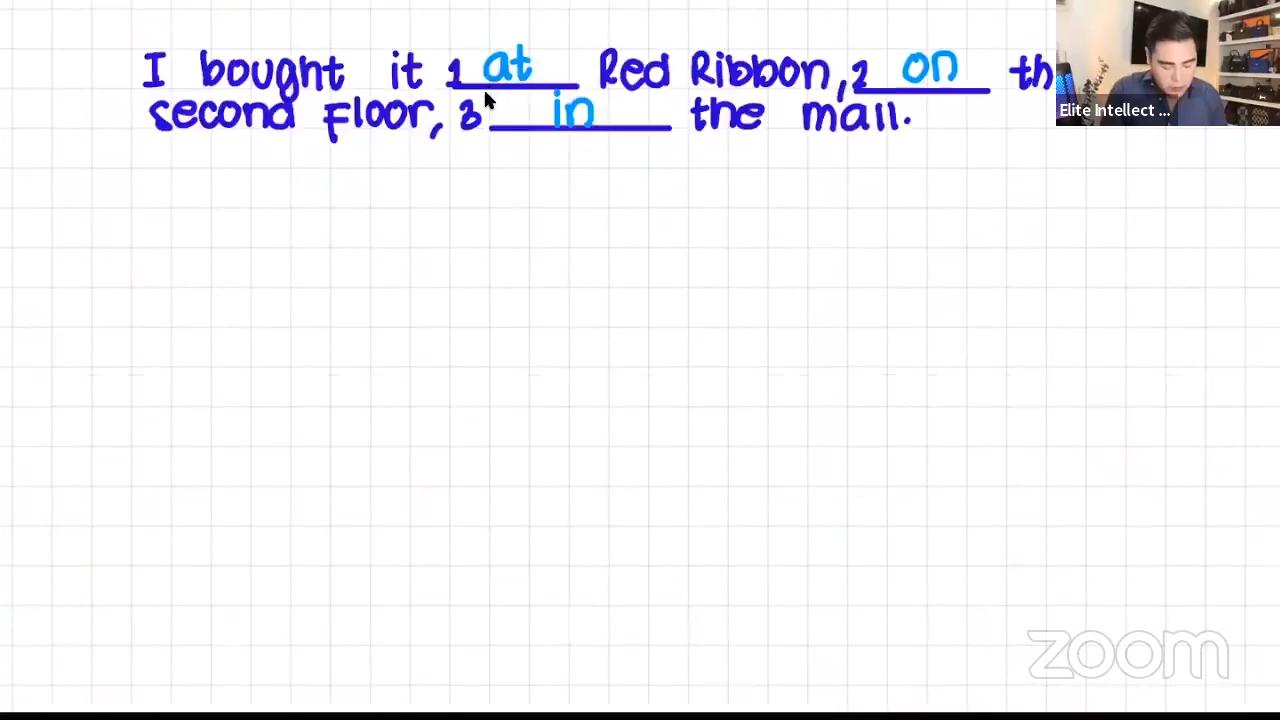 I bought it 1 at Red Ribbon, 2 on th
second Floor, 3 in the mall.
Elite Intellect ...
zoom